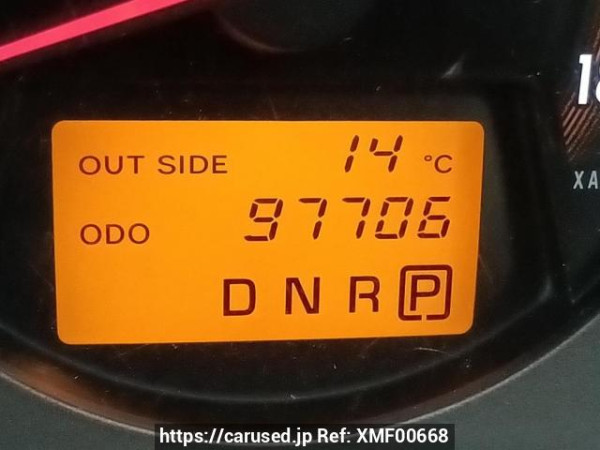 OUT SIDE 14 °C
ODO 97706
D N R P
https://carused.jp Ref: XMF00668